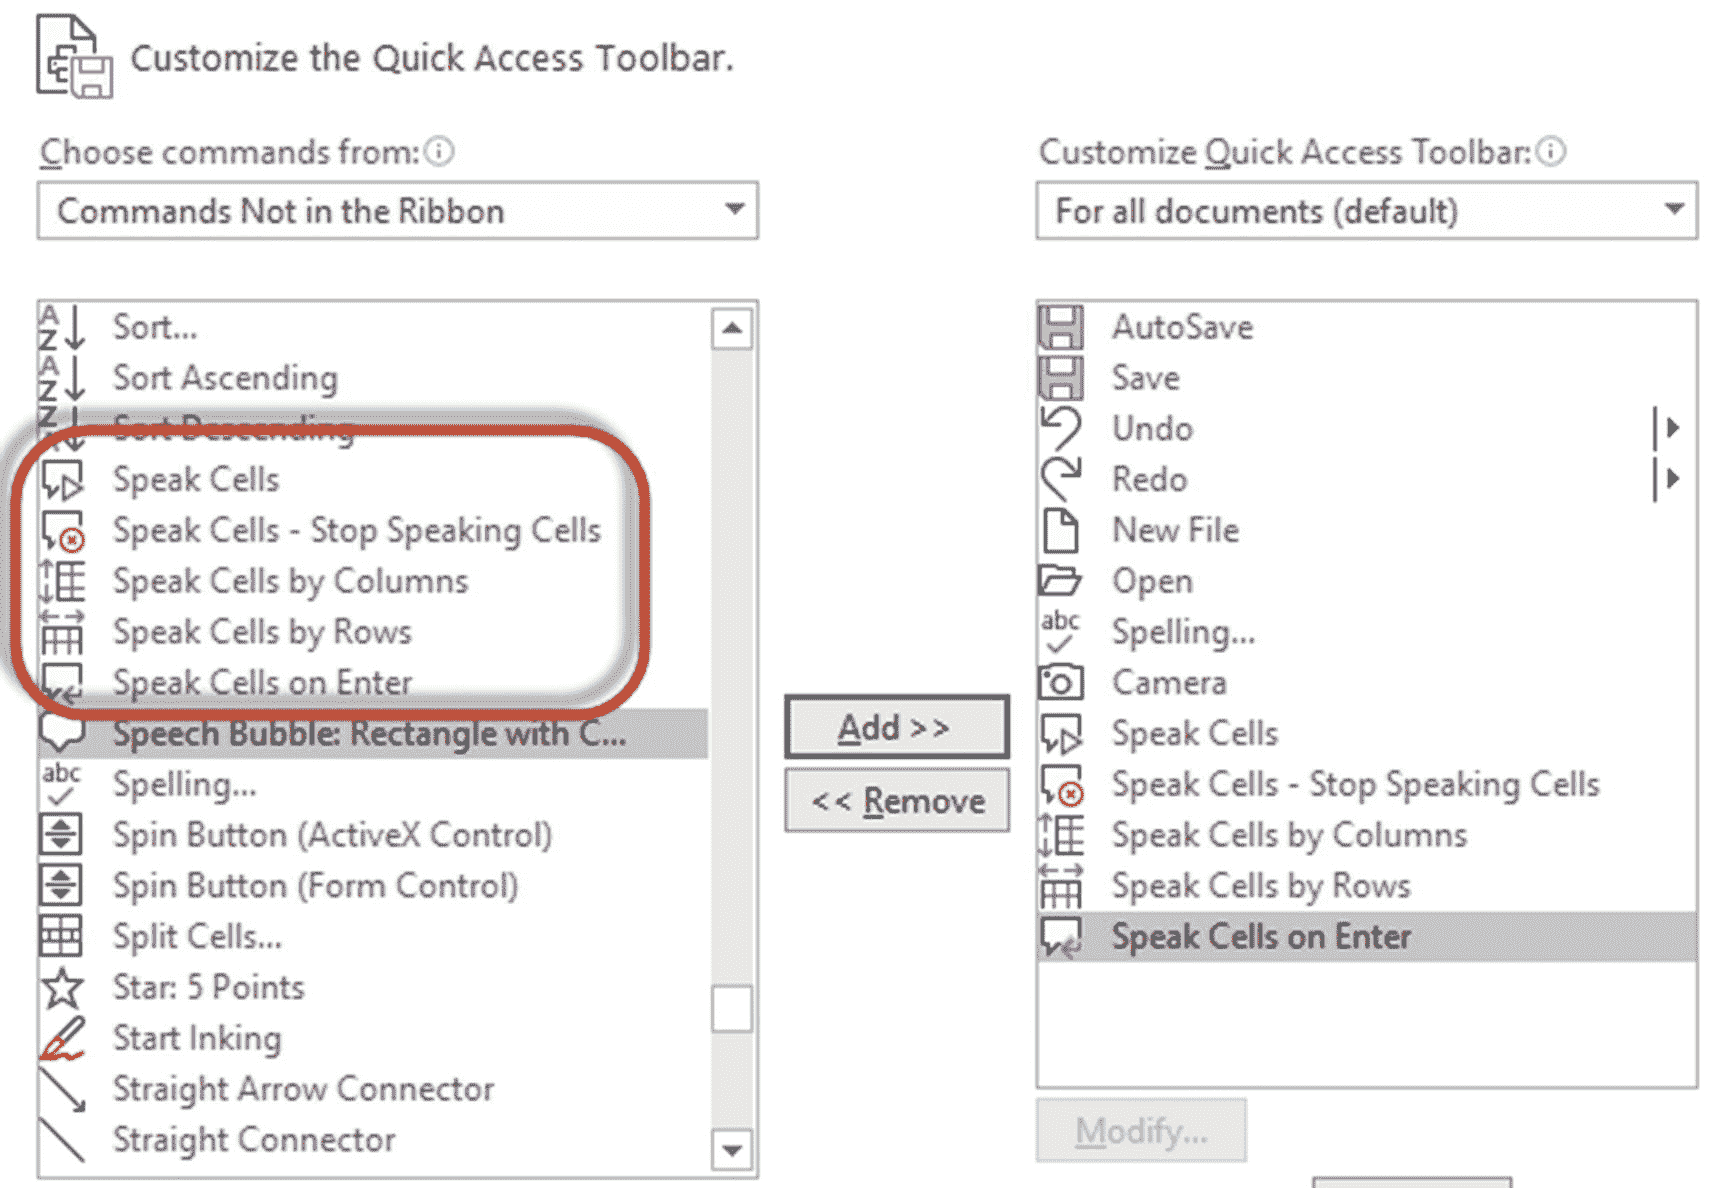 Customize the Quick Access Toolbar.
Choose commands from:
Commands Not in the Ribbon
Sort...
Sort Ascending
Sort Descending
Speak Cells
Speak Cells - Stop Speaking Cells
Speak Cells by Columns
Speak Cells by Rows
Speak Cells on Enter
Speech Bubble: Rectangle with C...
Spelling...
Spin Button (ActiveX Control)
Spin Button (Form Control)
Split Cells...
Star: 5 Points
Start Inking
Straight Arrow Connector
Straight Connector
Add >>
<< Remove
Customize Quick Access Toolbar:
For all documents (default)
AutoSave
Save
Undo
Redo
New File
Open
Spelling...
Camera
Speak Cells
Speak Cells - Stop Speaking Cells
Speak Cells by Columns
Speak Cells by Rows
Speak Cells on Enter
Modify...